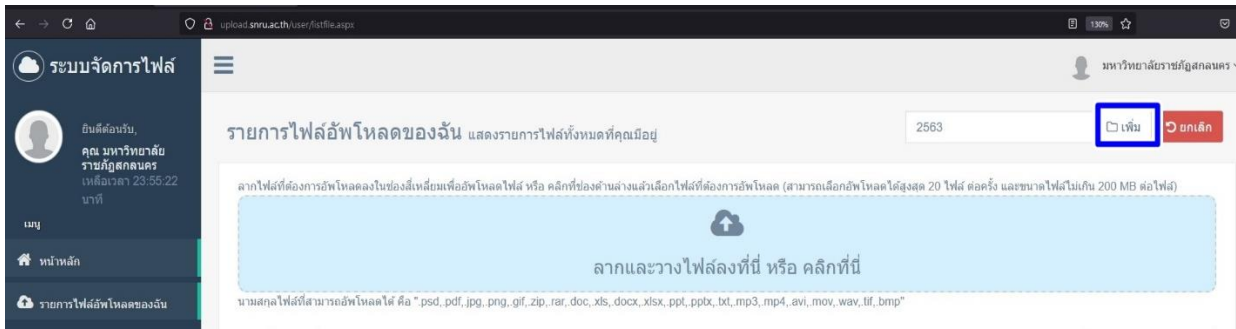 upload.snru.ac.th/user/listfile.aspx
130%
ระบบจัดการไฟล์
มหาวิทยาลัยราชภัฏสกลนคร
ยินดีต้อนรับ,
คุณ มหาวิทยาลัย
ราชภัฏสกลนคร
เหลือเวลา 23:55:22
นาที
เมนู
หน้าหลัก
รายการไฟล์อัพโหลดของฉัน
รายการไฟล์อัพโหลดของฉัน แสดงรายการไฟล์ทั้งหมดที่คุณมีอยู่
2563
เพิ่ม
ยกเลิก
ลากไฟล์ที่ต้องการอัพโหลดลงในช่องสี่เหลี่ยมเพื่ออัพโหลดไฟล์ หรือ คลิกที่ช่องด้านล่างแล้วเลือกไฟล์ที่ต้องการอัพโหลด (สามารถเลือกอัพโหลดได้สูงสุด 20 ไฟล์ ต่อครั้ง และขนาดไฟล์ไม่เกิน 200 MB ต่อไฟล์)
ลากและวางไฟล์ลงที่นี่ หรือ คลิกที่นี่
นามสกุลไฟล์ที่สามารถอัพโหลดได้ คือ ".psd,.pdf,.jpg,.png,.gif,.zip,.rar,.doc,.xls,.docx,.xlsx,.ppt,.pptx,.txt,.mp3,.mp4,.avi,.mov,.wav,.tif,.bmp"